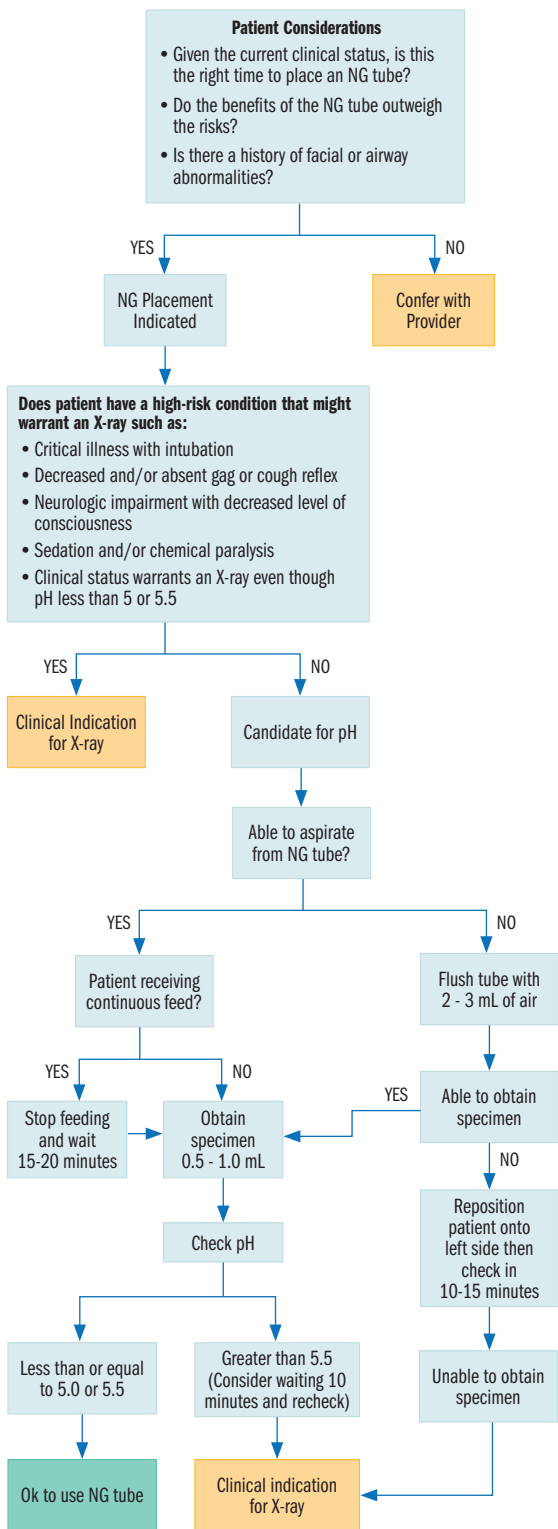 Patient Considerations
• Given the current clinical status, is this
the right time to place an NG tube?
• Do the benefits of the NG tube outweigh
the risks?
• Is there a history of facial or airway
abnormalities?
YES
NO
NG Placement
Indicated
Confer with
Provider
Does patient have a high-risk condition that might
warrant an X-ray such as:
• Critical illness with intubation
• Decreased and/or absent gag or cough reflex
• Neurologic impairment with decreased level of
consciousness
• Sedation and/or chemical paralysis
• Clinical status warrants an X-ray even though
pH less than 5 or 5.5
YES
NO
Clinical Indication
for X-ray
Candidate for pH
Able to aspirate
from NG tube?
YES
NO
Patient receiving
continuous feed?
Flush tube with
2 - 3 mL of air
YES
NO
YES
Stop feeding
and wait
15-20 minutes
Obtain
specimen
0.5 - 1.0 mL
Able to obtain
specimen
NO
Check pH
Reposition
patient onto
left side then
check in
10-15 minutes
Less than or equal
to 5.0 or 5.5
Greater than 5.5
(Consider waiting 10
minutes and recheck)
Unable to obtain
specimen
Ok to use NG tube
Clinical indication
for X-ray